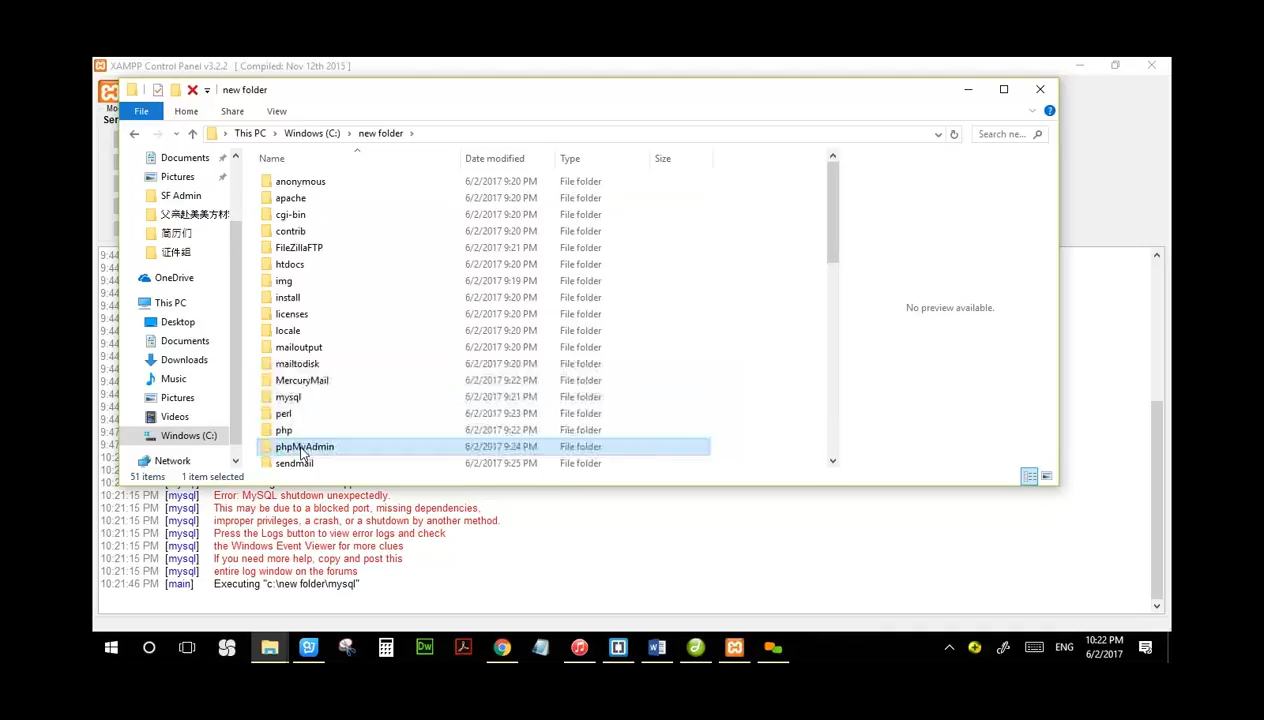 XAMPP Control Panel v3.2.2 [ Compiled: Nov 12th 2015 ]
new folder
File Home Share View
This PC Windows (C:) new folder
Search ne...
Name Date modified Type Size
Documents
Pictures
SF Admin
简历们
证件组
OneDrive
This PC
Desktop
Documents
Downloads
Music
Pictures
Videos
Windows (C:)
Network
anonymous 6/2/2017 9:20 PM File folder
apache 6/2/2017 9:20 PM File folder
cgi-bin 6/2/2017 9:20 PM File folder
contrib 6/2/2017 9:20 PM File folder
FileZillaFTP 6/2/2017 9:21 PM File folder
htdocs 6/2/2017 9:20 PM File folder
img 6/2/2017 9:19 PM File folder
install 6/2/2017 9:20 PM File folder
licenses 6/2/2017 9:20 PM File folder
locale 6/2/2017 9:20 PM File folder
mailoutput 6/2/2017 9:20 PM File folder
mailtodisk 6/2/2017 9:20 PM File folder
MercuryMail 6/2/2017 9:22 PM File folder
mysql 6/2/2017 9:21 PM File folder
perl 6/2/2017 9:23 PM File folder
php 6/2/2017 9:22 PM File folder
phpMyAdmin 6/2/2017 9:24 PM File folder
sendmail 6/2/2017 9:25 PM File folder
No preview available.
51 items 1 item selected
10:21:15 PM [mysql] Error: MySQL shutdown unexpectedly.
10:21:15 PM [mysql] This may be due to a blocked port, missing dependencies,
10:21:15 PM [mysql] improper privileges, a crash, or a shutdown by another method.
10:21:15 PM [mysql] Press the Logs button to view error logs and check
10:21:15 PM [mysql] the Windows Event Viewer for more clues
10:21:15 PM [mysql] If you need more help, copy and post this
10:21:15 PM [mysql] entire log window on the forums
10:21:46 PM [main] Executing "c:\new folder\mysql"
Dw
W
ENG
10:22 PM
6/2/2017